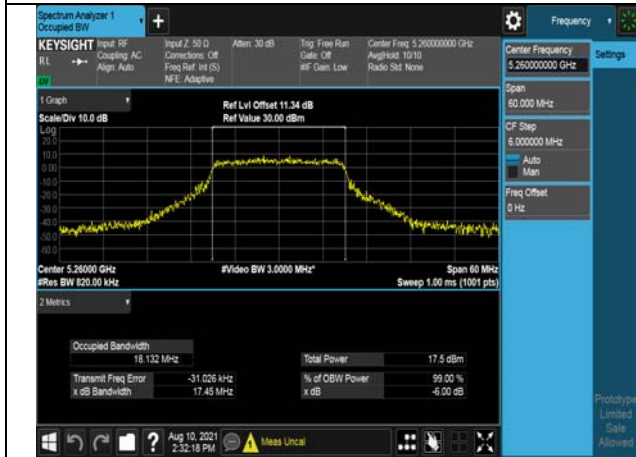 Spectrum Analyzer 1
Occupied BW
+
Frequency
KEYSIGHT Input: RF
RL Coupling: AC
Align: Auto
Input Z: 50 Ω
Corrections: Off
Freq Ref: Int (S)
NFE: Adaptive
Atten: 30 dB
Trig: Free Run
Gate: Off
#IF Gain: Low
Center Freq: 5.260000000 GHz
Avg|Hold: 10/10
Radio Std: None
Center Frequency
5.260000000 GHz
Settings
Span
60.000 MHz
CF Step
6.000000 MHz
Auto
Man
Freq Offset
0 Hz
1 Graph
Scale/Div 10.0 dB
Ref Lvl Offset 11.34 dB
Ref Value 30.00 dBm
Log
20.0
10.0
0.00
-10.0
-20.0
-30.0
-40.0
-50.0
-60.0
Center 5.26000 GHz
#Res BW 820.00 kHz
#Video BW 3.0000 MHz*
Span 60 MHz
Sweep 1.00 ms (1001 pts)
2 Metrics
Occupied Bandwidth
18.132 MHz
Total Power 17.5 dBm
Transmit Freq Error -31.026 kHz
% of OBW Power 99.00 %
x dB Bandwidth 17.45 MHz
x dB -6.00 dB
Prototype
Limited
Sale
Allowed
?
Aug 10, 2021
2:32:18 PM
Meas Uncal